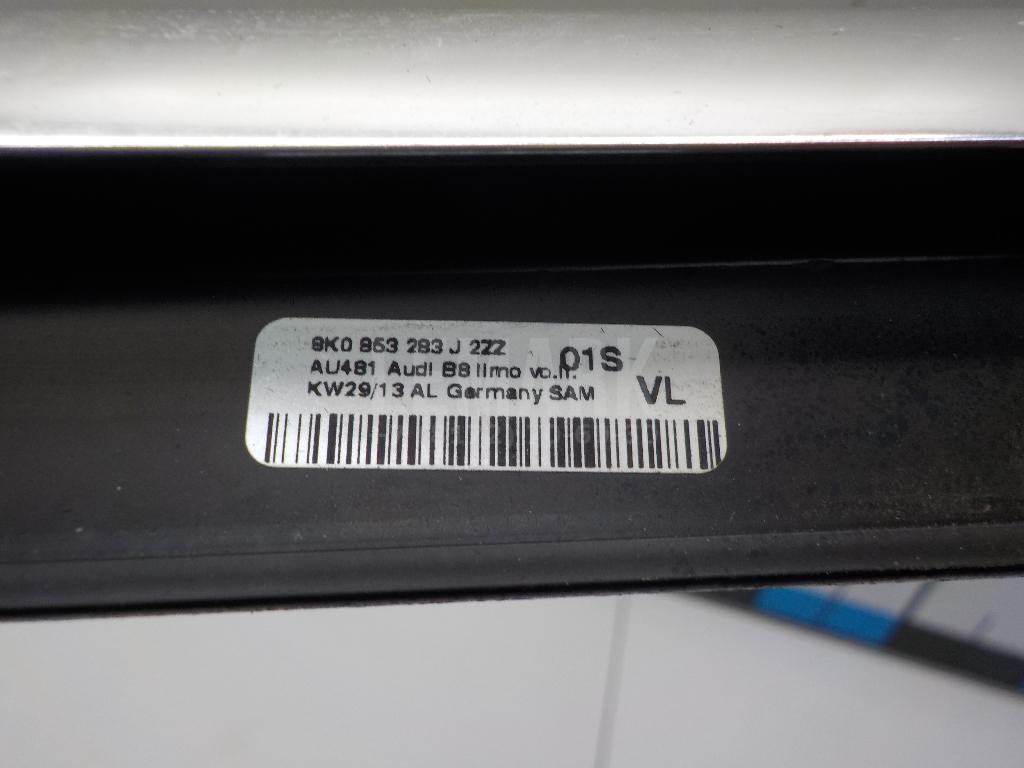 8K0 853 283 J 2ZZ
AU481 Audi B8 limo vo.li. 01S
KW29/13 AL Germany SAM VL